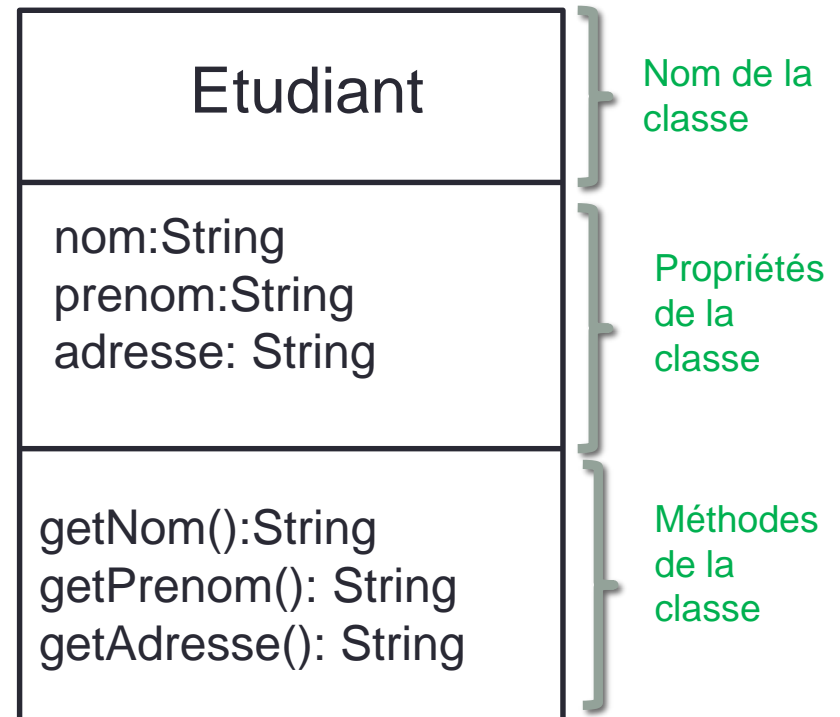 Etudiant
Nom de la
classe
nom:String
prenom:String
adresse: String
Propriétés
de la
classe
getNom():String
getPrenom(): String
getAdresse(): String
Méthodes
de la
classe